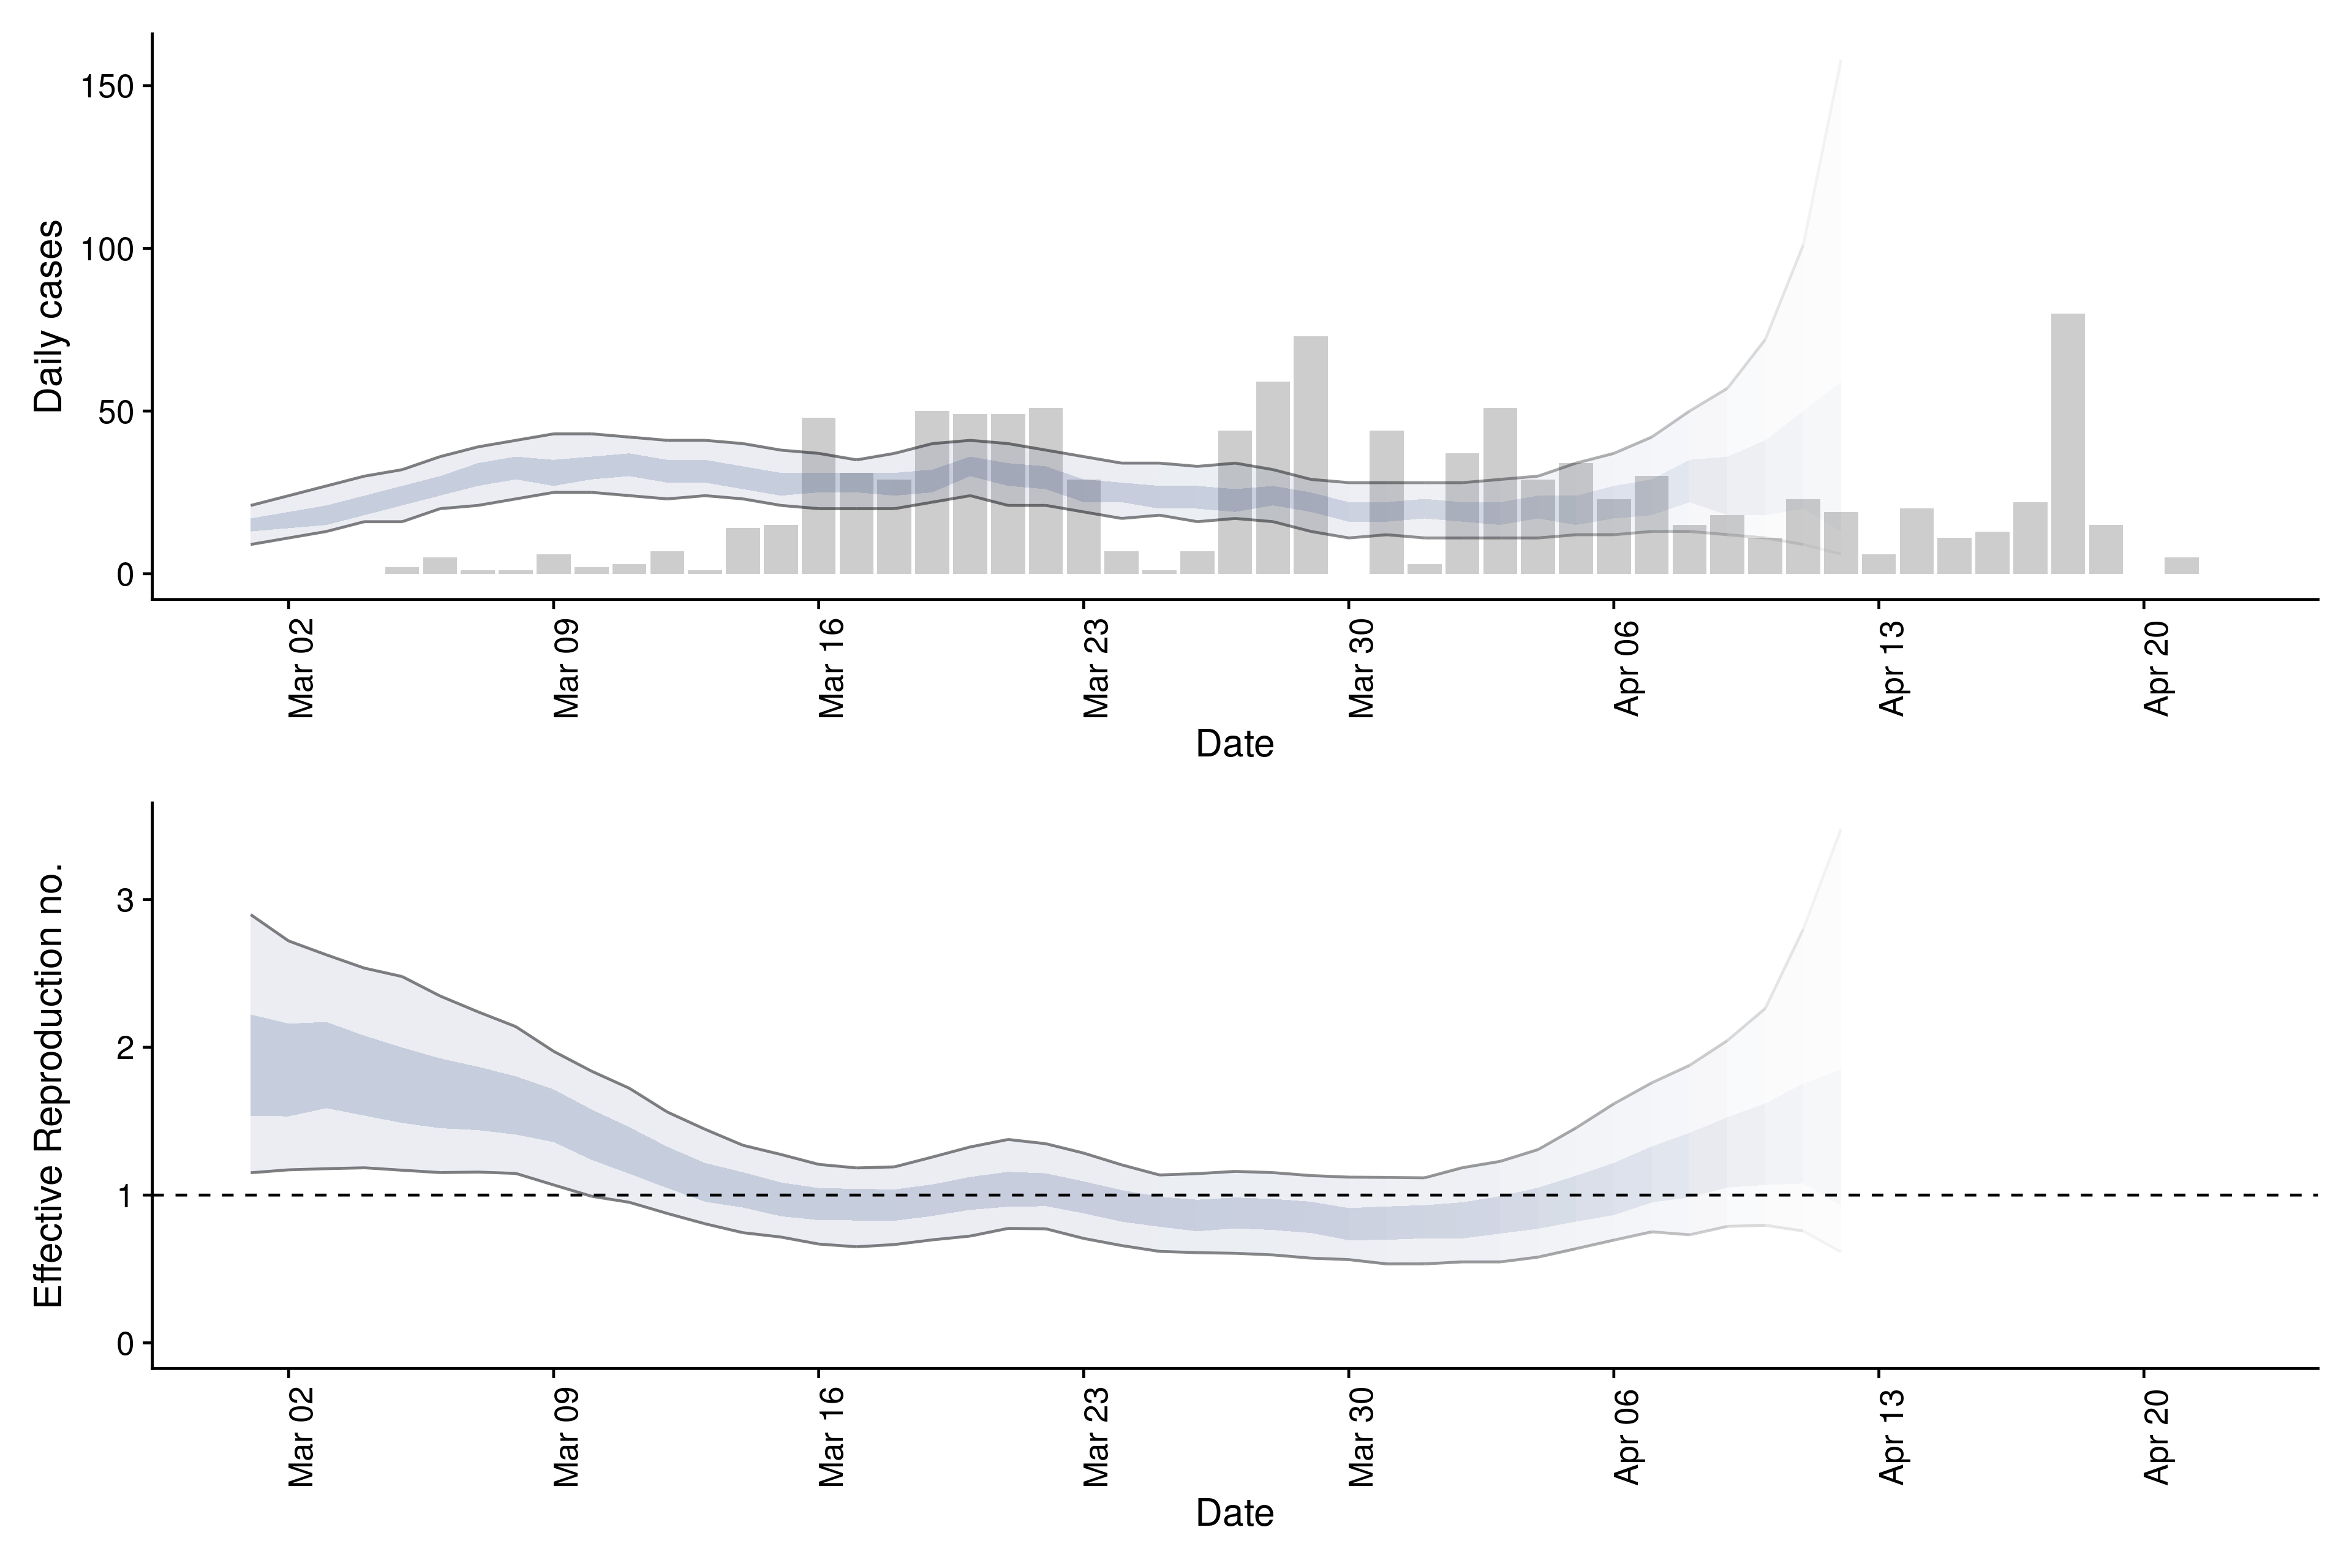 150
100
50
0
Daily cases
Mar 02
Mar 09
Mar 16
Mar 23
Mar 30
Apr 06
Apr 13
Apr 20
Date
3
2
1
0
Effective Reproduction no.
Mar 02
Mar 09
Mar 16
Mar 23
Mar 30
Apr 06
Apr 13
Apr 20
Date